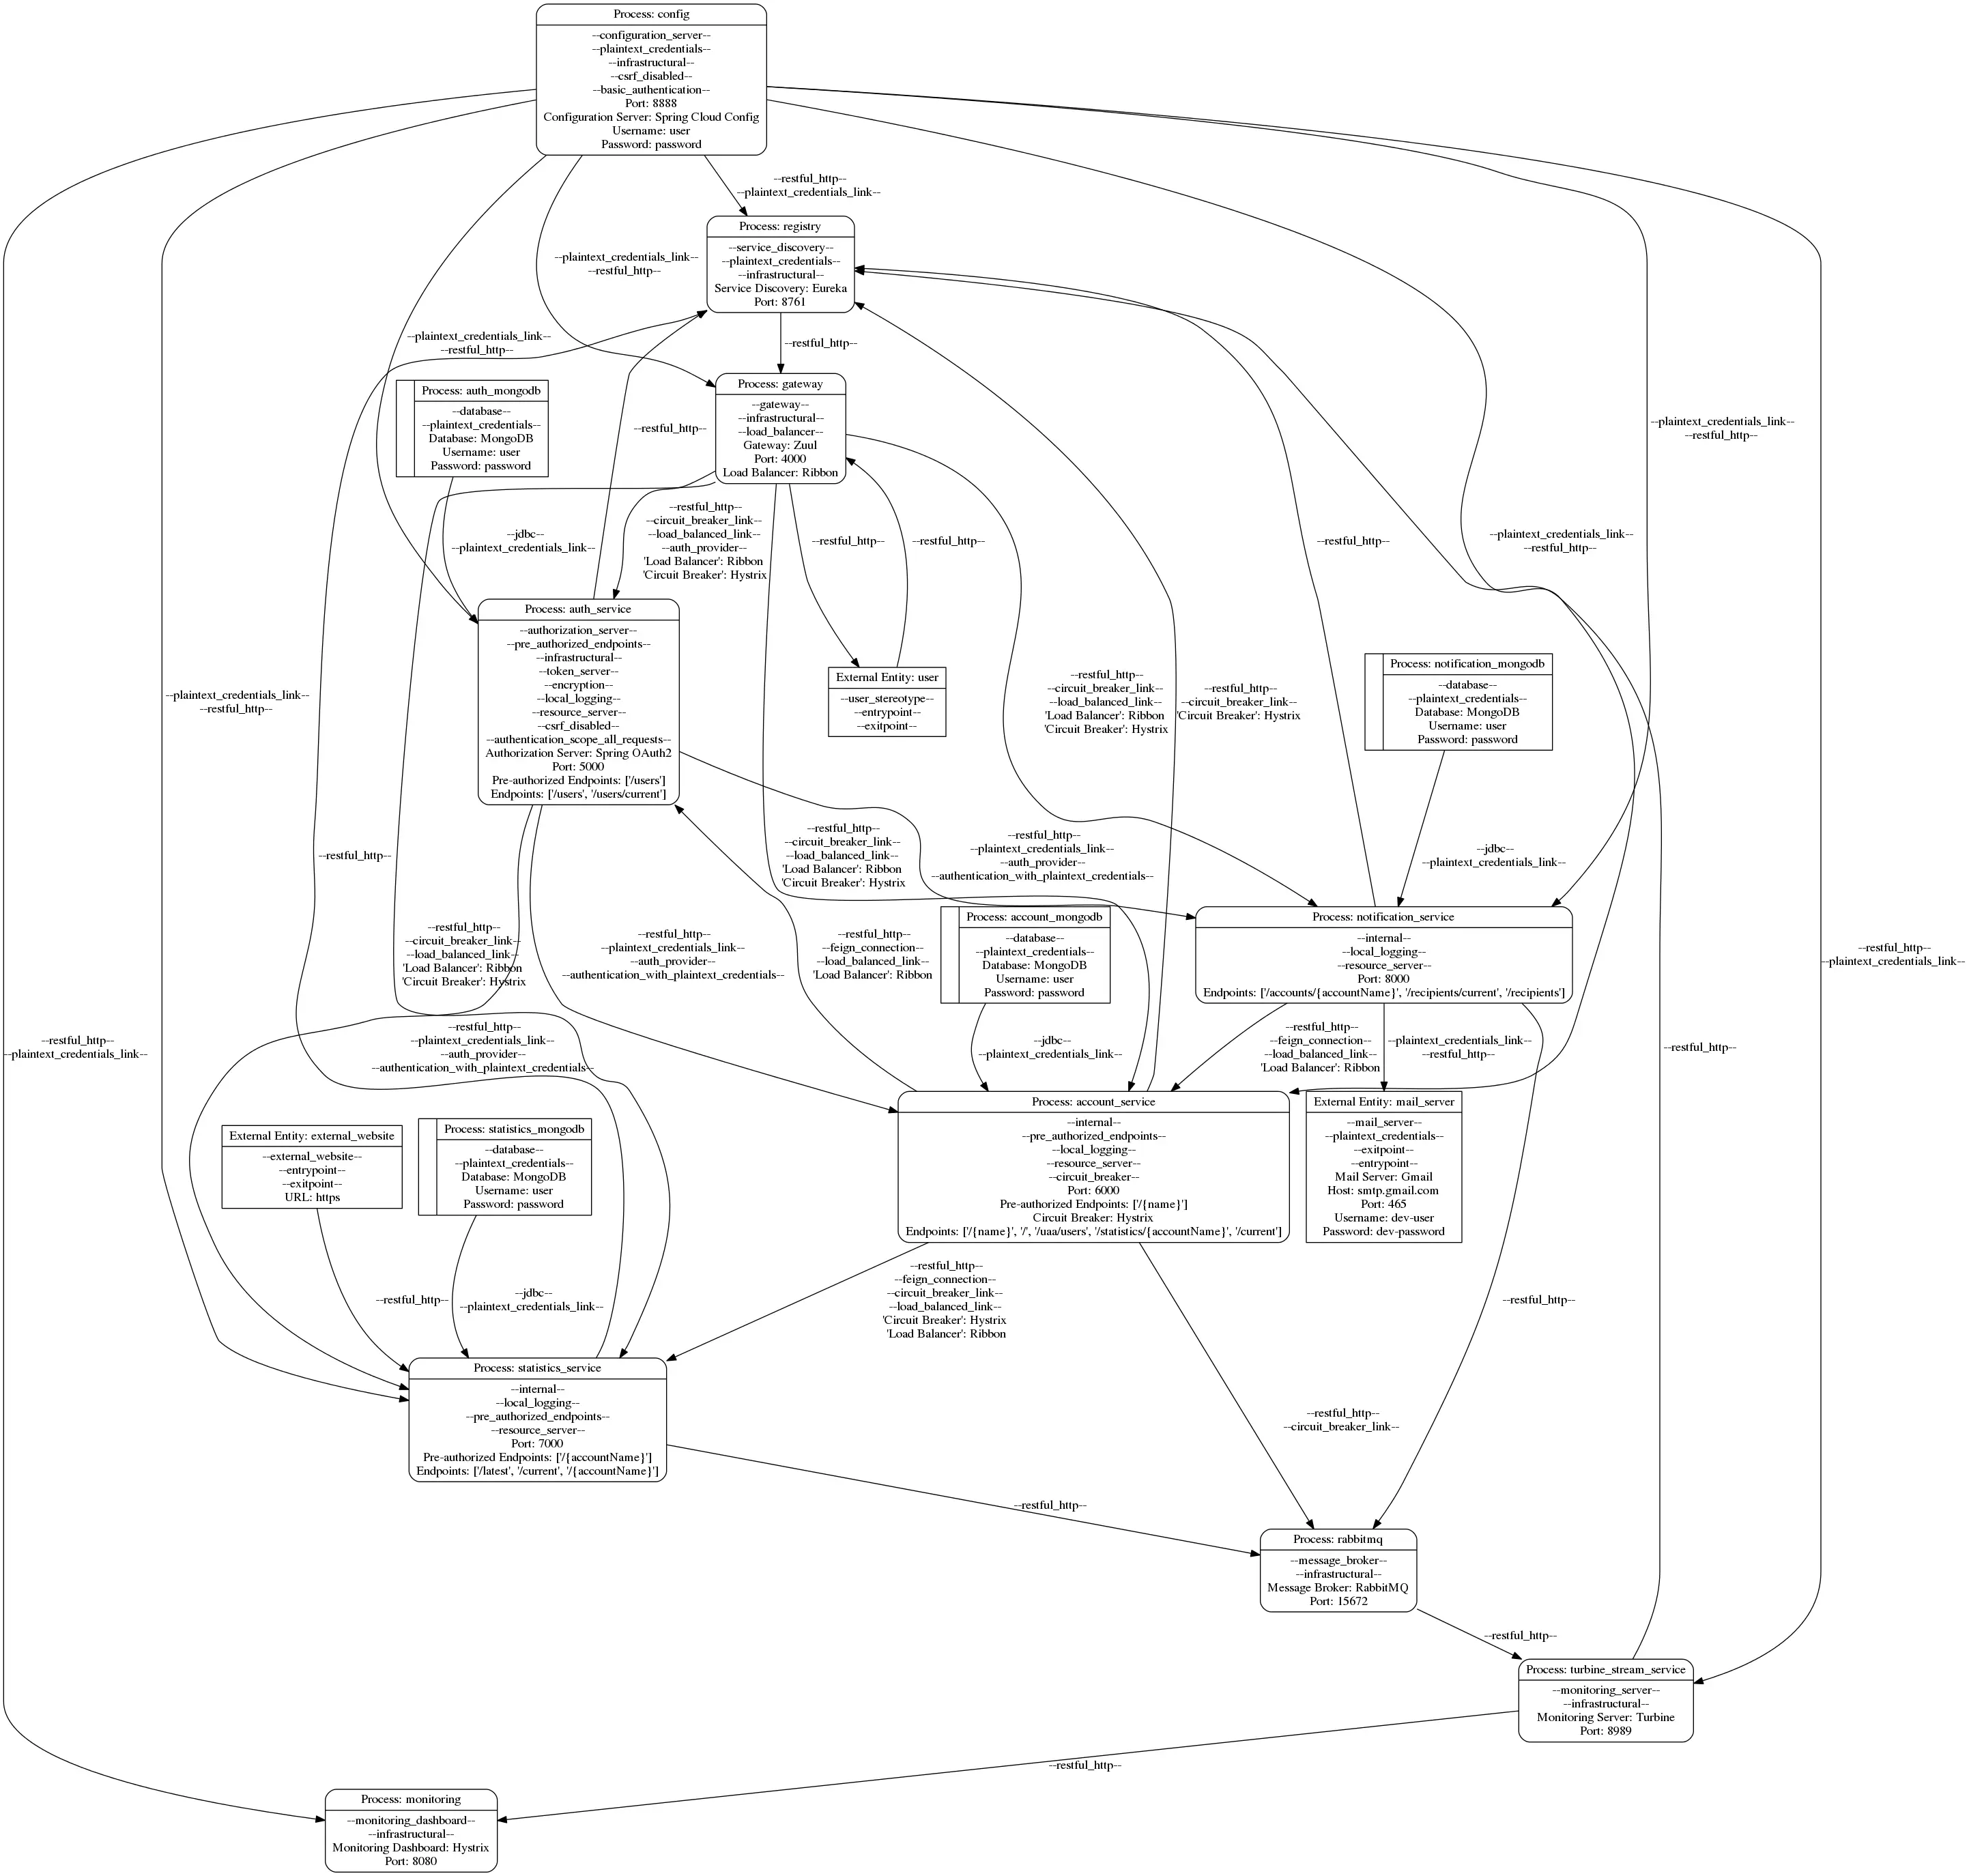 Process: config
--configuration_server--
--plaintext_credentials--
--infrastructural--
--csrf_disabled--
--basic_authentication--
Port: 8888
Configuration Server: Spring Cloud Config
Username: user
Password: password
--restful_http--
--plaintext_credentials_link--
Process: registry
--service_discovery--
--plaintext_credentials--
--infrastructural--
Service Discovery: Eureka
Port: 8761
--plaintext_credentials_link--
--restful_http--
--plaintext_credentials_link--
--restful_http--
--restful_http--
Process: auth_mongodb
--database--
--plaintext_credentials--
Database: MongoDB
Username: user
Password: password
--restful_http--
Process: gateway
--gateway--
--infrastructural--
--load_balancer--
Gateway: Zuul
Port: 4000
Load Balancer: Ribbon
--plaintext_credentials_link--
--restful_http--
--jdbc--
--plaintext_credentials_link--
--restful_http--
--circuit_breaker_link--
--load_balanced_link--
--auth_provider--
'Load Balancer': Ribbon
'Circuit Breaker': Hystrix
--restful_http--
--restful_http--
--restful_http--
--plaintext_credentials_link--
--restful_http--
Process: auth_service
--authorization_server--
--pre_authorized_endpoints--
--infrastructural--
--token_server--
--encryption--
--local_logging--
--resource_server--
--csrf_disabled--
--authentication_scope_all_requests--
Authorization Server: Spring OAuth2
Port: 5000
Pre-authorized Endpoints: ['/users']
Endpoints: ['/users', '/users/current']
External Entity: user
--user_stereotype--
--entrypoint--
--exitpoint--
--plaintext_credentials_link--
--restful_http--
--restful_http--
--circuit_breaker_link--
--load_balanced_link--
'Load Balancer': Ribbon
'Circuit Breaker': Hystrix
--restful_http--
--circuit_breaker_link--
'Circuit Breaker': Hystrix
Process: notification_mongodb
--database--
--plaintext_credentials--
Database: MongoDB
Username: user
Password: password
--restful_http--
--restful_http--
--circuit_breaker_link--
--load_balanced_link--
'Load Balancer': Ribbon
'Circuit Breaker': Hystrix
--restful_http--
--plaintext_credentials_link--
--auth_provider--
--authentication_with_plaintext_credentials--
--jdbc--
--plaintext_credentials_link--
--restful_http--
--circuit_breaker_link--
--load_balanced_link--
'Load Balancer': Ribbon
'Circuit Breaker': Hystrix
--restful_http--
--plaintext_credentials_link--
--auth_provider--
--authentication_with_plaintext_credentials--
--restful_http--
--feign_connection--
--load_balanced_link--
'Load Balancer': Ribbon
Process: account_mongodb
--database--
--plaintext_credentials--
Database: MongoDB
Username: user
Password: password
Process: notification_service
--internal--
--local_logging--
--resource_server--
Port: 8000
Endpoints: ['/accounts/{accountName}', '/recipients/current', '/recipients']
--restful_http--
--plaintext_credentials_link--
--restful_http--
--plaintext_credentials_link--
--restful_http--
--plaintext_credentials_link--
--auth_provider--
--authentication_with_plaintext_credentials--
--jdbc--
--plaintext_credentials_link--
--restful_http--
--feign_connection--
--load_balanced_link--
'Load Balancer': Ribbon
--plaintext_credentials_link--
--restful_http--
--restful_http--
External Entity: external_website
--external_website--
--entrypoint--
--exitpoint--
URL: https
Process: statistics_mongodb
--database--
--plaintext_credentials--
Database: MongoDB
Username: user
Password: password
Process: account_service
--internal--
--pre_authorized_endpoints--
--local_logging--
--resource_server--
--circuit_breaker--
Port: 6000
Pre-authorized Endpoints: ['/{name}']
Circuit Breaker: Hystrix
Endpoints: ['/{name}', '/', '/uaa/users', '/statistics/{accountName}', '/current']
External Entity: mail_server
--mail_server--
--plaintext_credentials--
--exitpoint--
--entrypoint--
Mail Server: Gmail
Host: smtp.gmail.com
Port: 465
Username: dev-user
Password: dev-password
--restful_http--
--jdbc--
--plaintext_credentials_link--
--restful_http--
--feign_connection--
--circuit_breaker_link--
--load_balanced_link--
'Circuit Breaker': Hystrix
'Load Balancer': Ribbon
--restful_http--
Process: statistics_service
--internal--
--local_logging--
--pre_authorized_endpoints--
--resource_server--
Port: 7000
Pre-authorized Endpoints: ['/{accountName}']
Endpoints: ['/latest', '/current', '/{accountName}']
--restful_http--
--circuit_breaker_link--
--restful_http--
Process: rabbitmq
--message_broker--
--infrastructural--
Message Broker: RabbitMQ
Port: 15672
--restful_http--
Process: turbine_stream_service
--monitoring_server--
--infrastructural--
Monitoring Server: Turbine
Port: 8989
--restful_http--
Process: monitoring
--monitoring_dashboard--
--infrastructural--
Monitoring Dashboard: Hystrix
Port: 8080